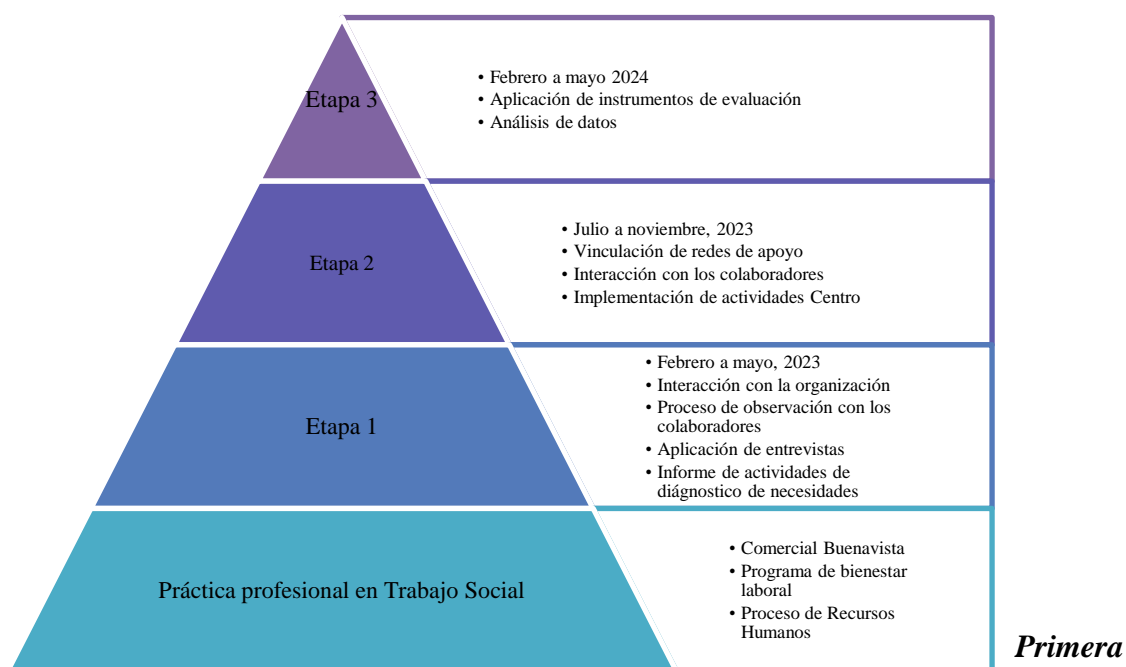 Etapa 3
• Febrero a mayo 2024
• Aplicación de instrumentos de evaluación
• Análisis de datos
Etapa 2
• Julio a noviembre, 2023
• Vinculación de redes de apoyo
• Interacción con los colaboradores
• Implementación de actividades Centro
Etapa 1
• Febrero a mayo, 2023
• Interacción con la organización
• Proceso de observación con los
colaboradores
• Aplicación de entrevistas
• Informe de actividades de
diágnostico de necesidades
Práctica profesional en Trabajo Social
• Comercial Buenavista
• Programa de bienestar
laboral
• Proceso de Recursos
Humanos
Primera